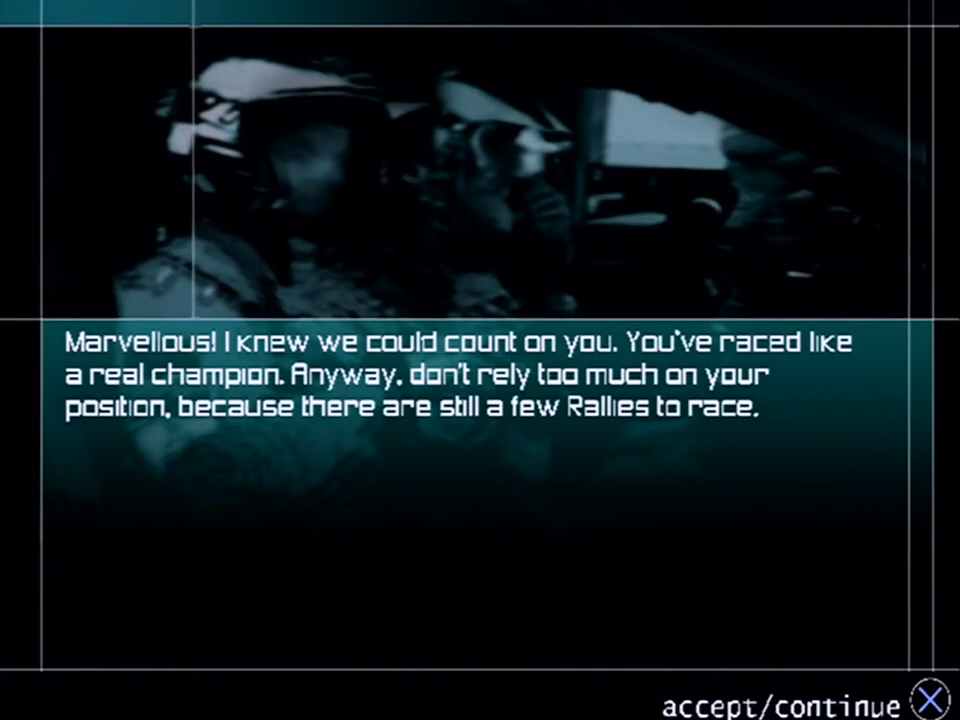 Marvellous! I knew we could count on you. You've raced like
a real champion. Anyway, don't rely too much on your
position, because there are still a few Rallies to race.
accept/continue